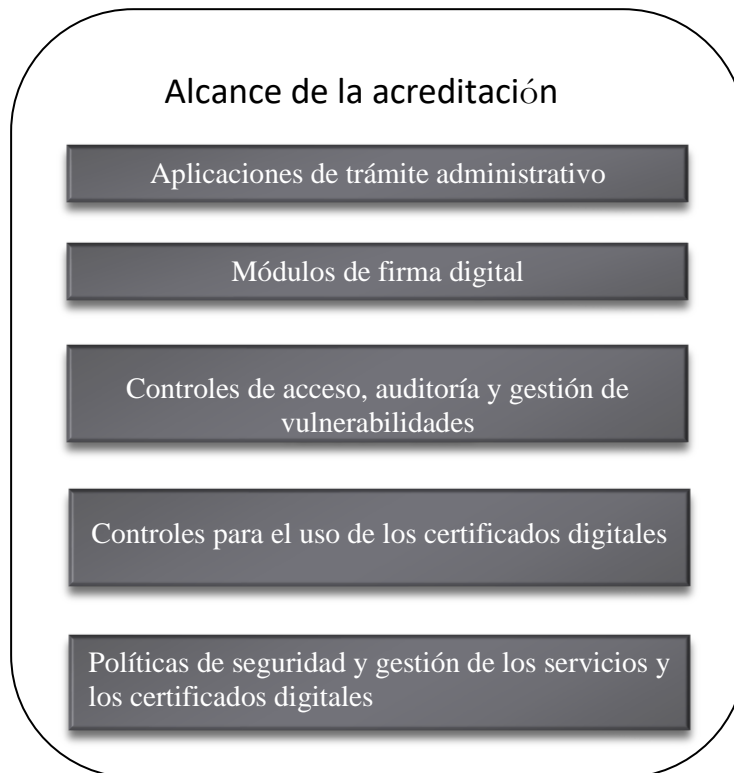 Alcance de la acreditación
Aplicaciones de trámite administrativo
Módulos de firma digital
Controles de acceso, auditoría y gestión de
vulnerabilidades
Controles para el uso de los certificados digitales
Políticas de seguridad y gestión de los servicios y
los certificados digitales